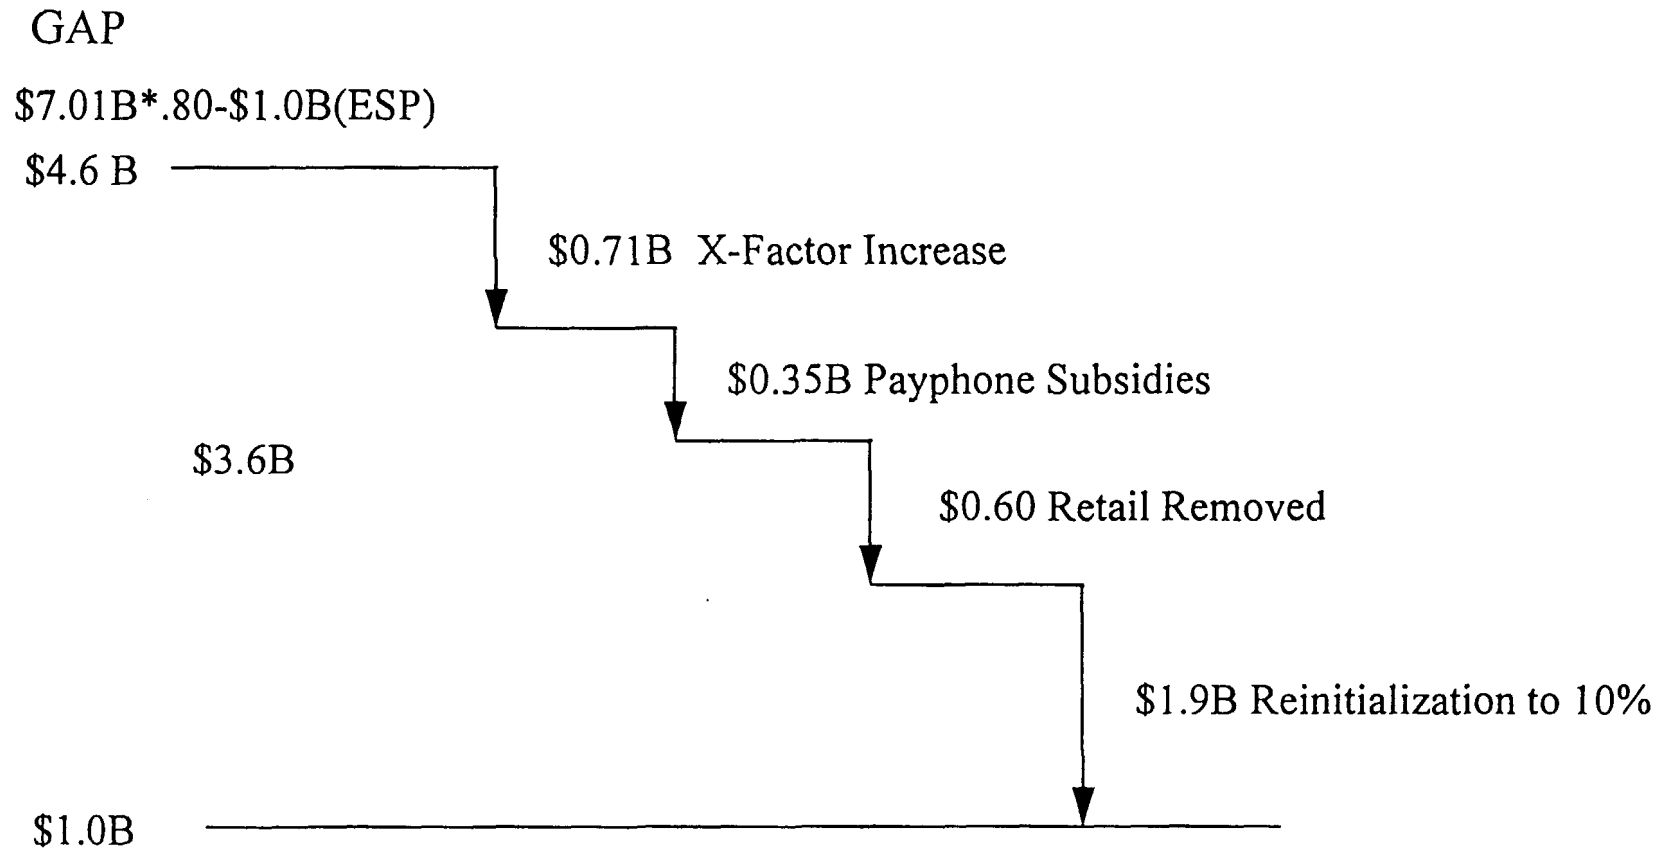 GAP
$7.01B*.80-$1.0B(ESP)
$4.6 B
$0.71B X-Factor Increase
$0.35B Payphone Subsidies
$3.6B
$0.60 Retail Removed
$1.9B Reinitialization to 10%
$1.0B